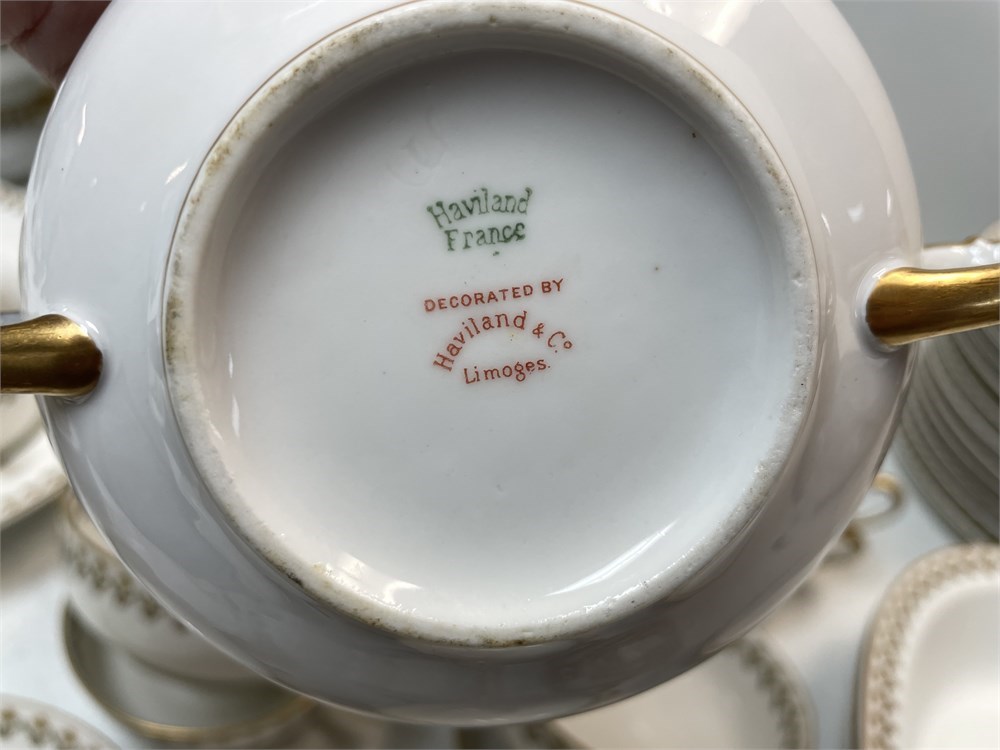 Haviland
France
DECORATED BY
Haviland & Co
Limoges.